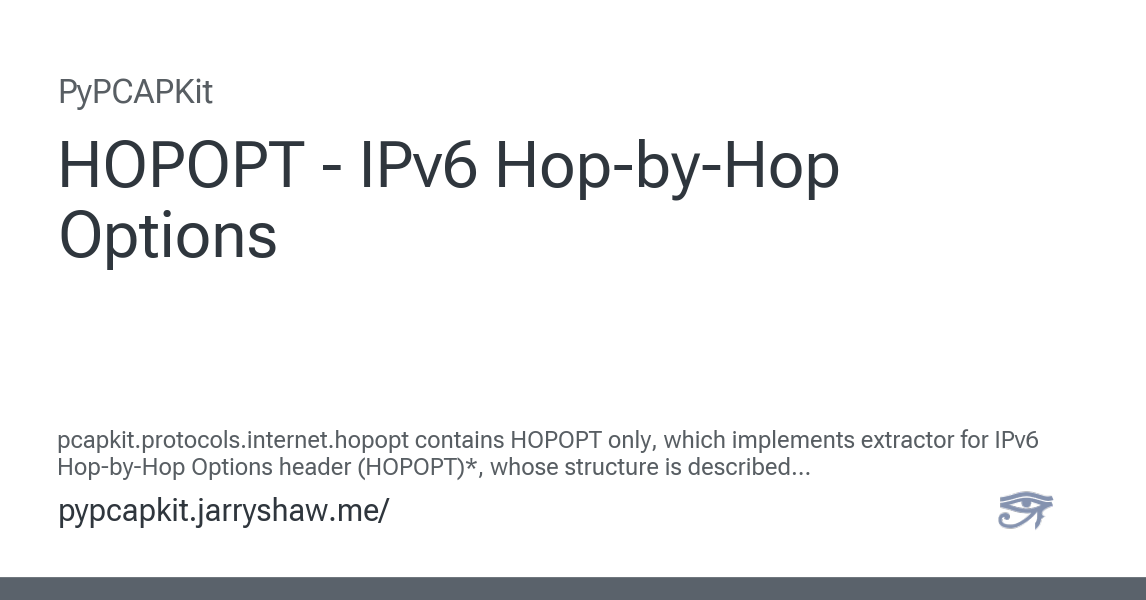 PyPCAPKit
HOPOPT - IPv6 Hop-by-Hop
Options
pcapkit.protocols.internet.hopopt contains HOPOPT only, which implements extractor for IPv6
Hop-by-Hop Options header (HOPOPT)*, whose structure is described...
pypcapkit.jarryshaw.me/